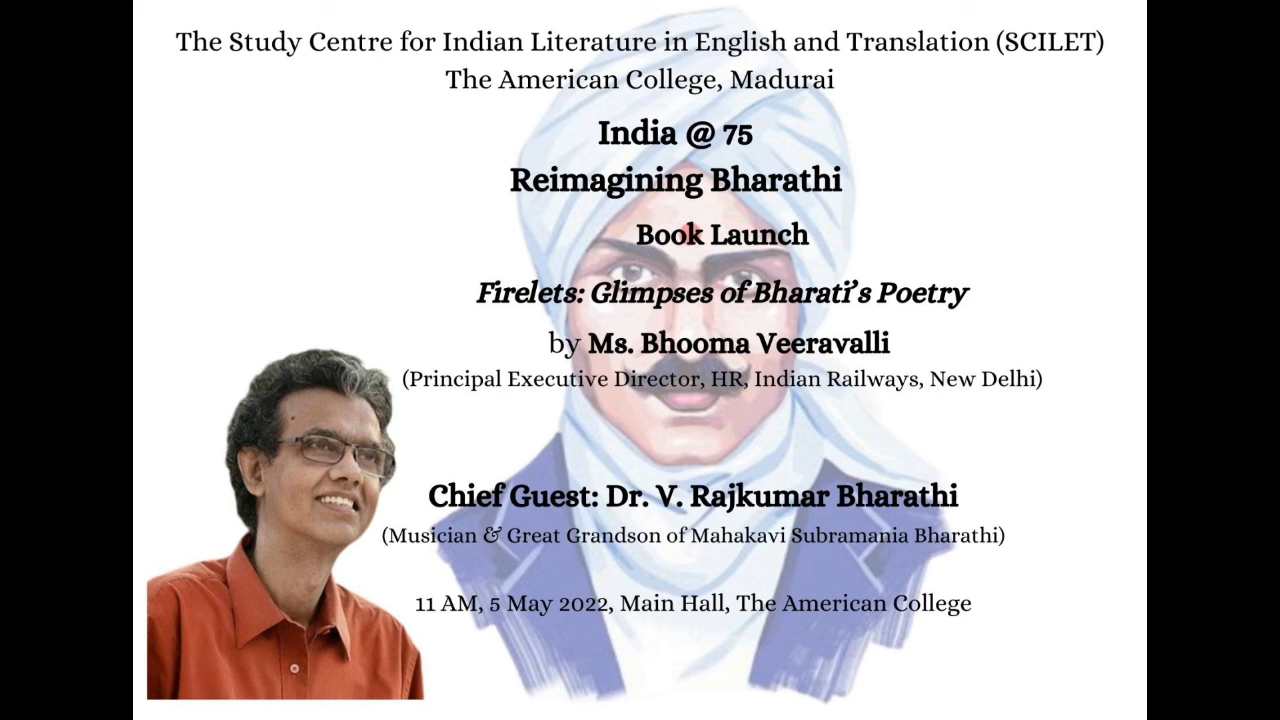 The Study Centre for Indian Literature in English and Translation (SCILET)
The American College, Madurai
India @ 75
Reimagining Bharathi
Book Launch
Firelets: Glimpses of Bharati's Poetry
by Ms. Bhooma Veeravalli
(Principal Executive Director, HR, Indian Railways, New Delhi)
Chief Guest: Dr. V. Rajkumar Bharathi
(Musician & Great Grandson of Mahakavi Subramania Bharathi)
11 AM, 5 May 2022, Main Hall, The American College